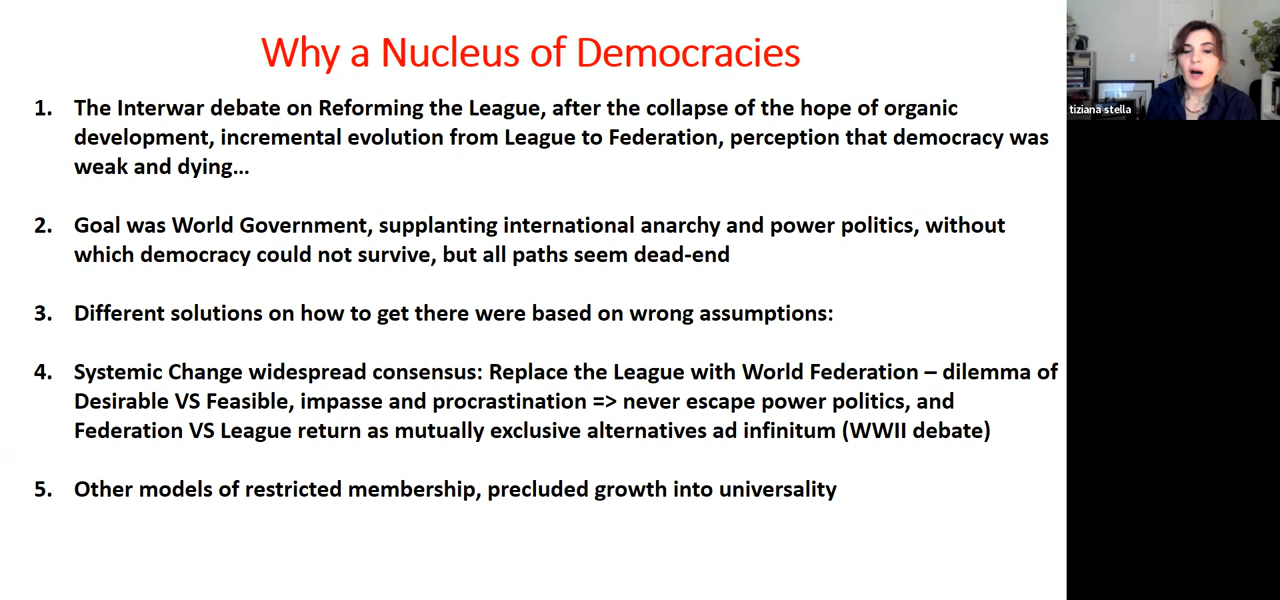 Why a Nucleus of Democracies
1. The Interwar debate on Reforming the League, after the collapse of the hope of organic
development, incremental evolution from League to Federation, perception that democracy was
weak and dying...
2. Goal was World Government, supplanting international anarchy and power politics, without
which democracy could not survive, but all paths seem dead-end
3. Different solutions on how to get there were based on wrong assumptions:
4. Systemic Change widespread consensus: Replace the League with World Federation – dilemma of
Desirable VS Feasible, impasse and procrastination => never escape power politics, and
Federation VS League return as mutually exclusive alternatives ad infinitum (WWII debate)
5. Other models of restricted membership, precluded growth into universality
tiziana stella